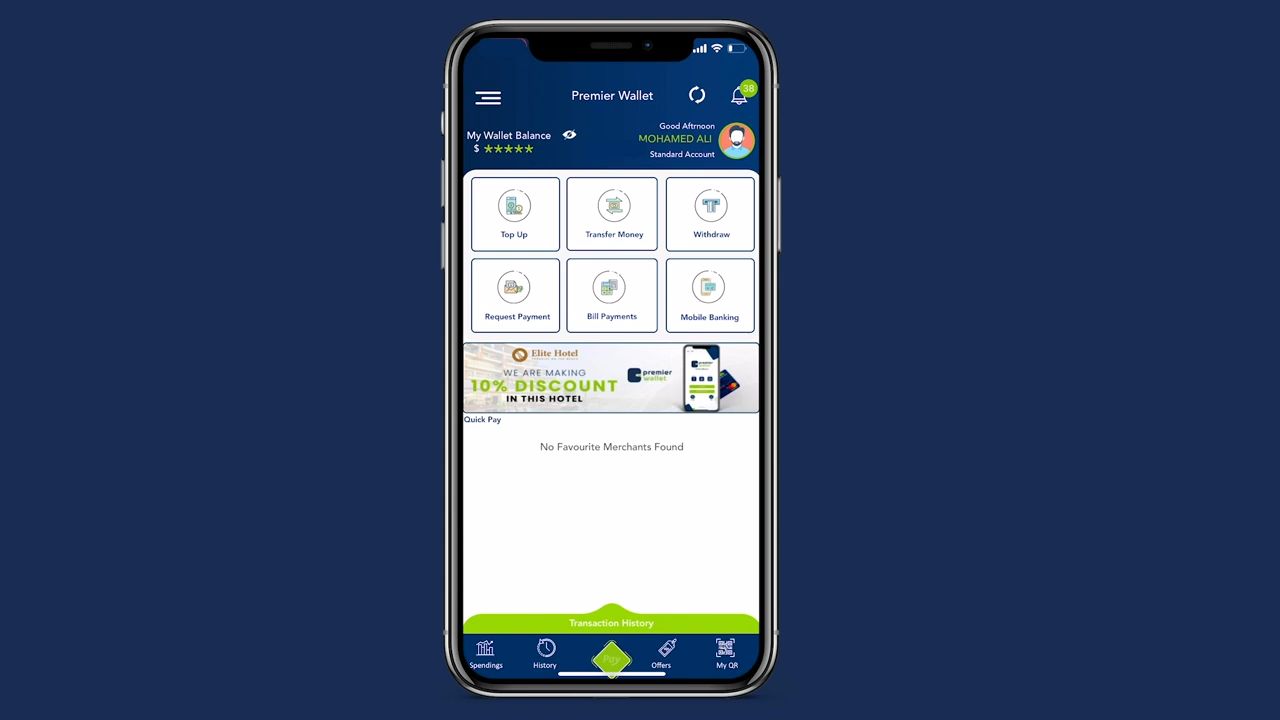 Premier Wallet
38
My Wallet Balance
$ *****
Good Aftrnoon
MOHAMED ALI
Standard Account
Top Up
Transfer Money
Withdraw
Request Payment
Bill Payments
Mobile Banking
Elite Hotel
WE ARE MAKING
10% DISCOUNT
IN THIS HOTEL
premier
wallet
Quick Pay
No Favourite Merchants Found
Transaction History
Spendings
History
Pay
Offers
My QR